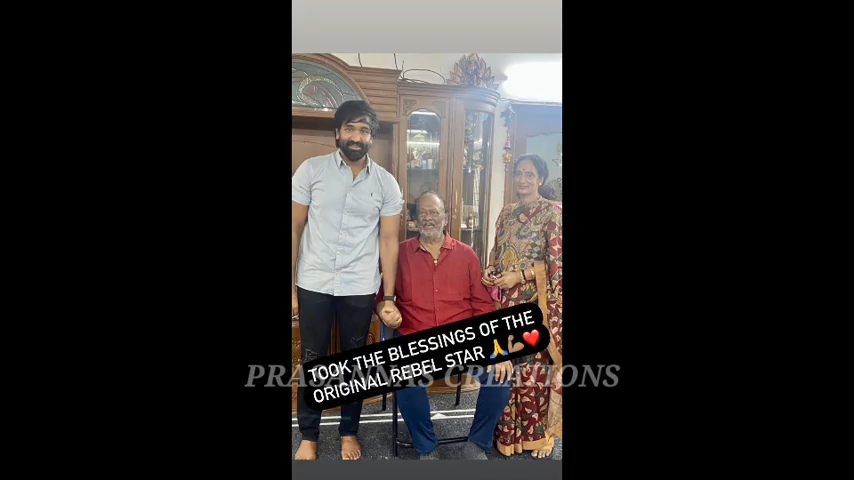 TOOK THE BLESSINGS OF THE
ORIGINAL REBEL STAR 🙏💪🏽❤️
PRASANNAS CREATIONS